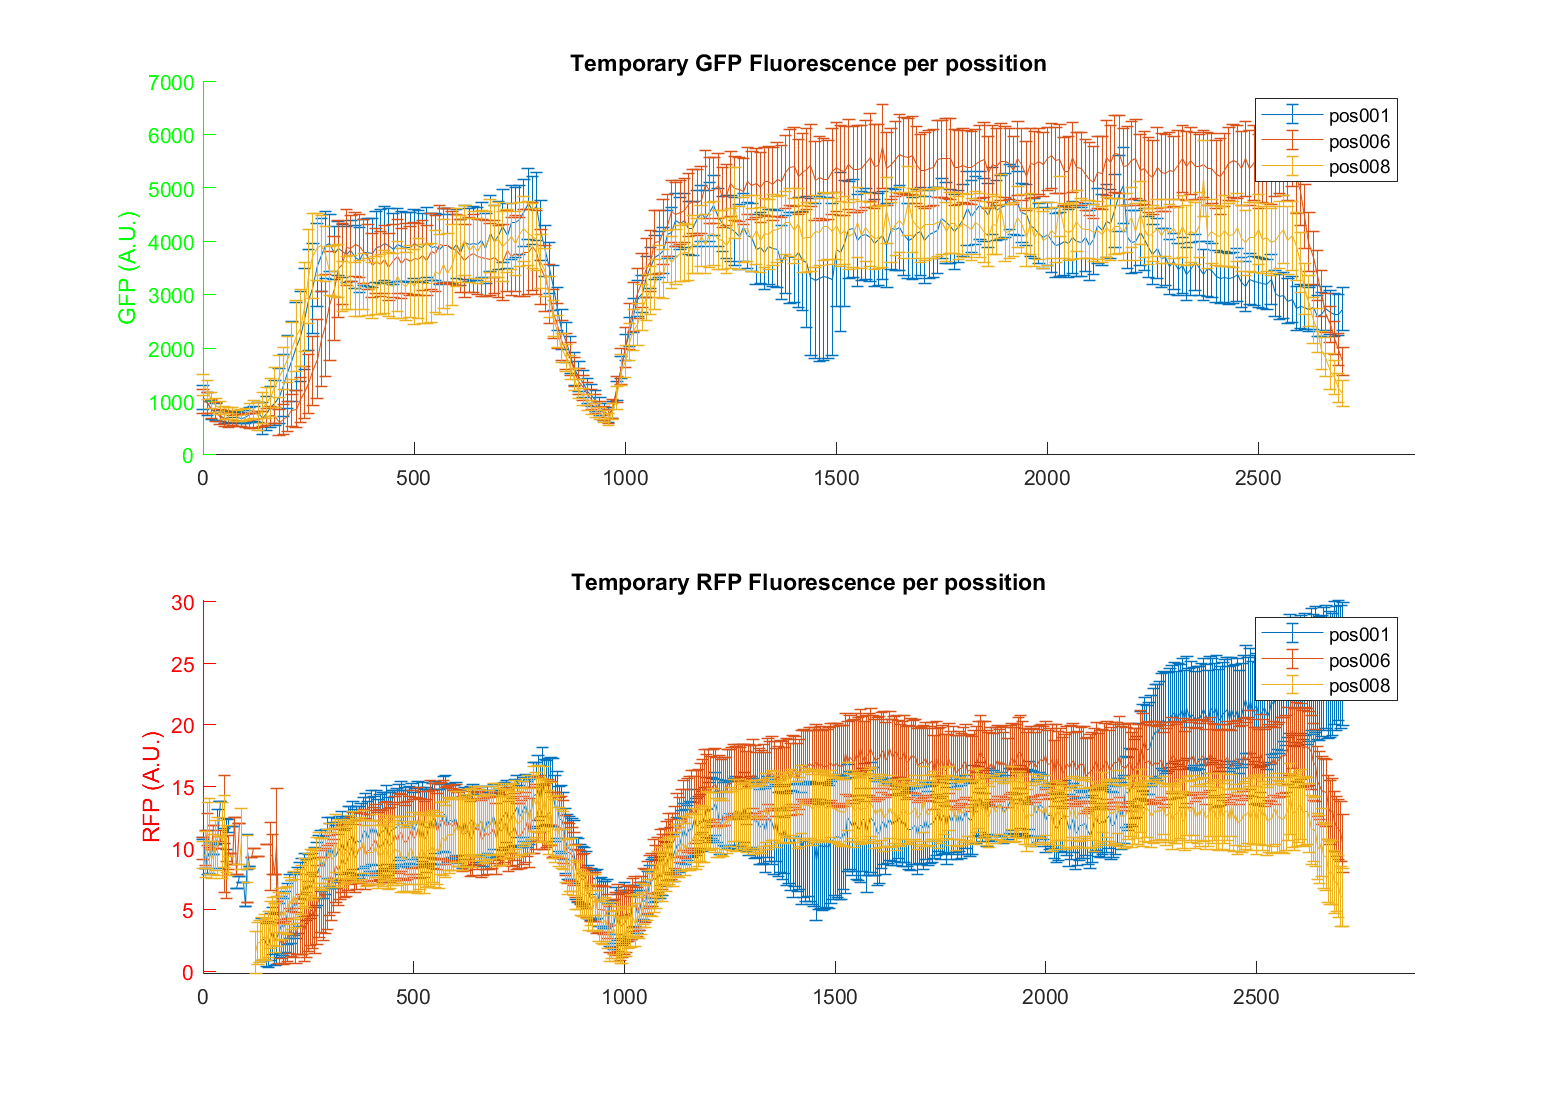 Temporary GFP Fluorescence per possition
GFP (A.U.)
7000
6000
5000
4000
3000
2000
1000
0
0 500 1000 1500 2000 2500
pos001
pos006
pos008
Temporary RFP Fluorescence per possition
RFP (A.U.)
30
25
20
15
10
5
0
0 500 1000 1500 2000 2500
pos001
pos006
pos008